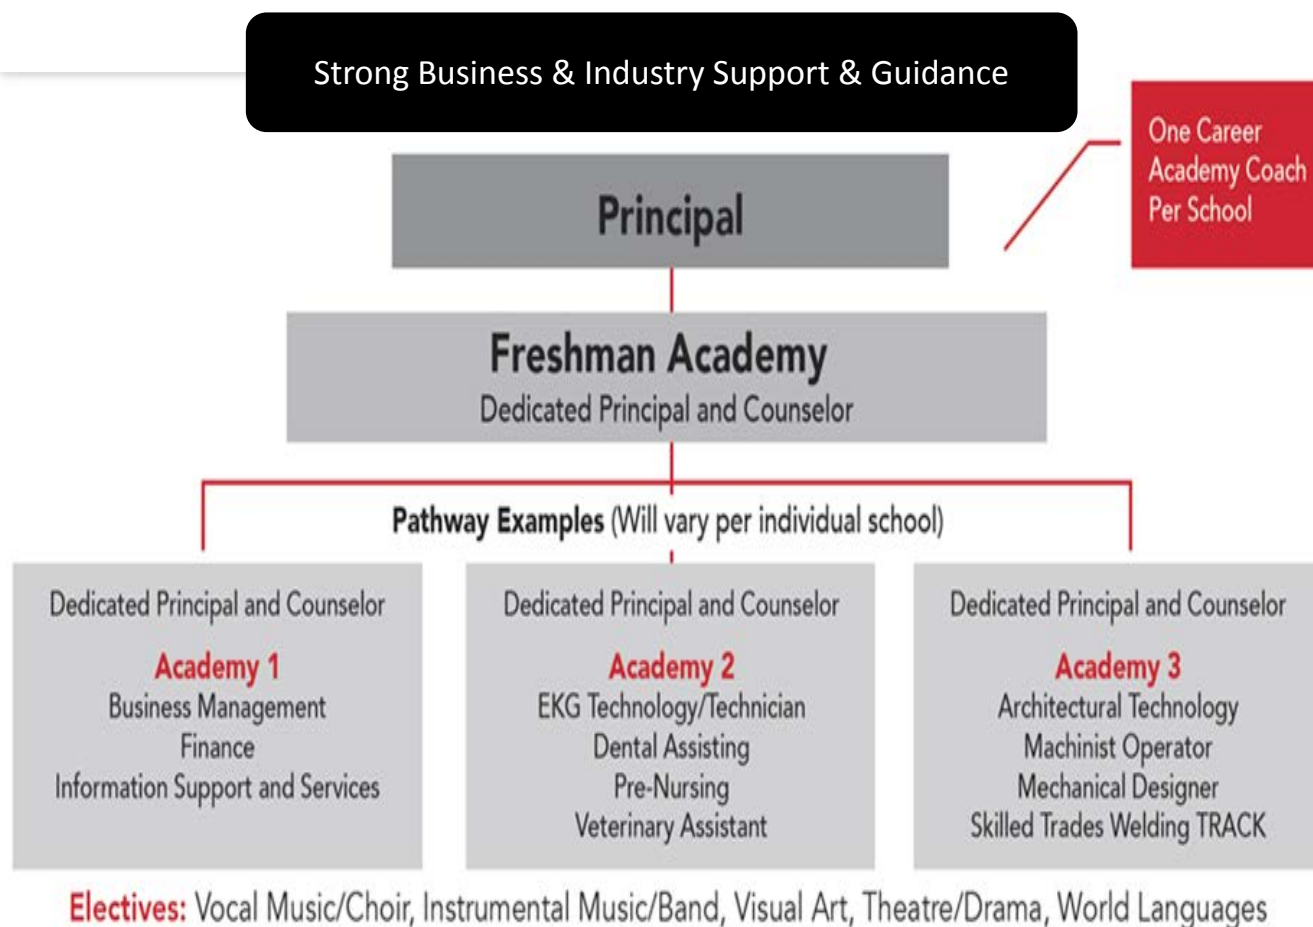 Strong Business & Industry Support & Guidance
One Career
Academy Coach
Per School
Principal
Freshman Academy
Dedicated Principal and Counselor
Pathway Examples (Will vary per individual school)
Dedicated Principal and Counselor
Academy 1
Business Management
Finance
Information Support and Services
Dedicated Principal and Counselor
Academy 2
EKG Technology/Technician
Dental Assisting
Pre-Nursing
Veterinary Assistant
Dedicated Principal and Counselor
Academy 3
Architectural Technology
Machinist Operator
Mechanical Designer
Skilled Trades Welding TRACK
Electives: Vocal Music/Choir, Instrumental Music/Band, Visual Art, Theatre/Drama, World Languages